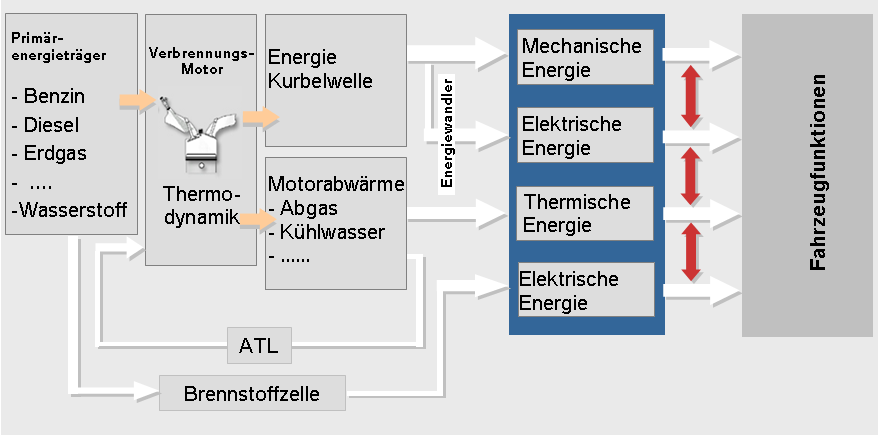 Primär-
energieträger
- Benzin
- Diesel
- Erdgas
- ....
-Wasserstoff
Verbrennungs-
Motor
Thermo-
dynamik
Energie
Kurbelwelle
Motorabwärme
- Abgas
- Kühlwasser
- ......
Energiewandler
Mechanische
Energie
Elektrische
Energie
Thermische
Energie
Elektrische
Energie
Fahrzeugfunktionen
ATL
Brennstoffzelle